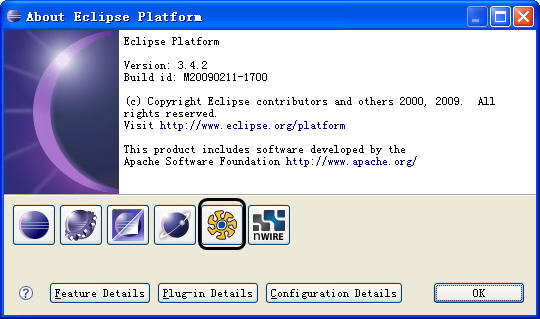 About Eclipse Platform
Eclipse Platform
Version: 3.4.2
Build id: M20090211-1700
(c) Copyright Eclipse contributors and others 2000, 2009.  All
rights reserved.
Visit http://www.eclipse.org/platform
This product includes software developed by the
Apache Software Foundation http://www.apache.org/
nWIRE
Feature Details
Plug-in Details
Configuration Details
OK